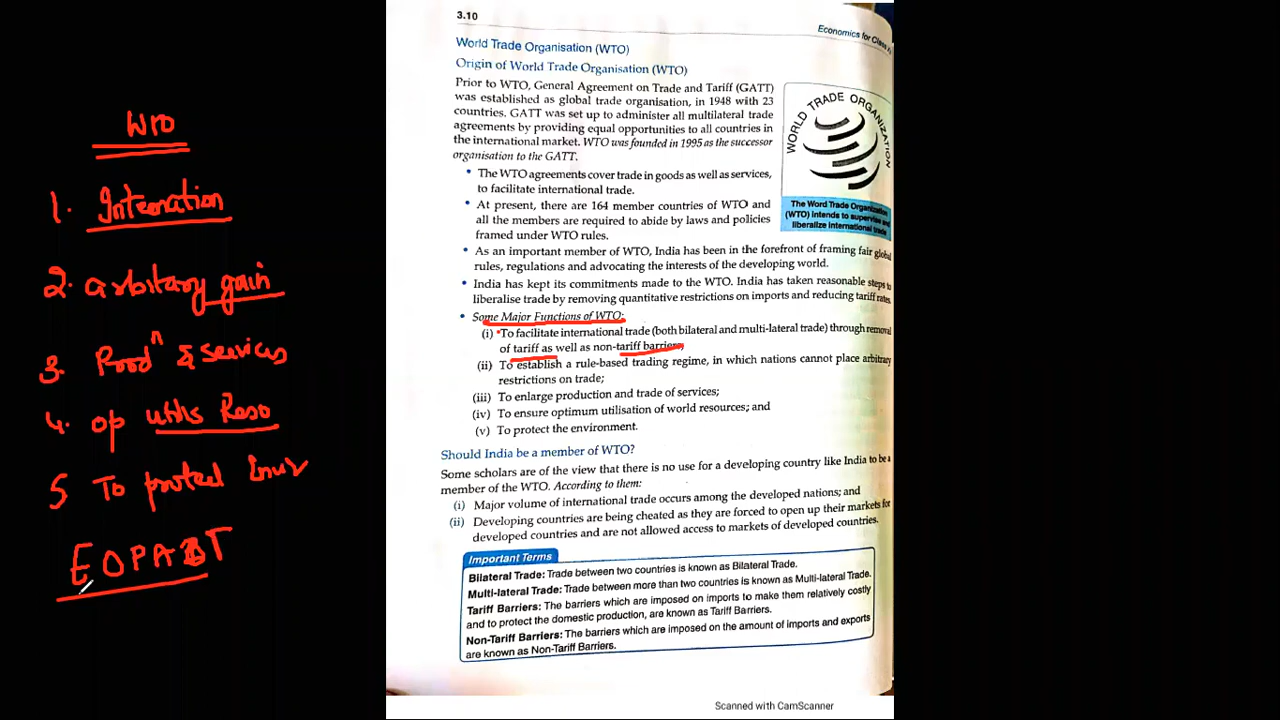 WTO
1. Internation
2. arbitary gain
3. Prodn & services
4. op utils Reso
5 To protect Envr
EOPABT
3.10
Economics for Class
World Trade Organisation (WTO)
Origin of World Trade Organisation (WTO)
Prior to WTO, General Agreement on Trade and Tariff (GATT)
was established as global trade organisation, in 1948 with 23
countries. GATT was set up to administer all multilateral trade
agreements by providing equal opportunities to all countries in
the international market. WTO was founded in 1995 as the successor
organisation to the GATT.
• The WTO agreements cover trade in goods as well as services,
to facilitate international trade.
• At present, there are 164 member countries of WTO and
all the members are required to abide by laws and policies
framed under WTO rules.
WORLD TRADE ORGANIZATION
The Word Trade Organization
(WTO) intends to supervise and
liberalize international trade
• As an important member of WTO, India has been in the forefront of framing fair global
rules, regulations and advocating the interests of the developing world.
• India has kept its commitments made to the WTO. India has taken reasonable steps to
liberalise trade by removing quantitative restrictions on imports and reducing tariff rates.
• Some Major Functions of WTO:
(i) To facilitate international trade (both bilateral and multi-lateral trade) through removal
of tariff as well as non-tariff barriers;
(ii) To establish a rule-based trading regime, in which nations cannot place arbitrary
restrictions on trade;
(iii) To enlarge production and trade of services;
(iv) To ensure optimum utilisation of world resources; and
(v) To protect the environment.
Should India be a member of WTO?
Some scholars are of the view that there is no use for a developing country like India to be a
member of the WTO. According to them:
(i) Major volume of international trade occurs among the developed nations; and
(ii) Developing countries are being cheated as they are forced to open up their markets for
developed countries and are not allowed access to markets of developed countries.
Important Terms
Bilateral Trade: Trade between two countries is known as Bilateral Trade.
Multi-lateral Trade: Trade between more than two countries is known as Multi-lateral Trade.
Tariff Barriers: The barriers which are imposed on imports to make them relatively costly
and to protect the domestic production, are known as Tariff Barriers.
Non-Tariff Barriers: The barriers which are imposed on the amount of imports and exports
are known as Non-Tariff Barriers.
Scanned with CamScanner